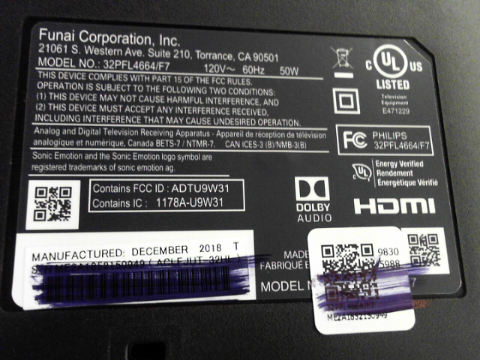 Funai Corporation, Inc.
21061 S. Western Ave. Suite 210, Torrance, CA 90501
MODEL NO.: 32PFL4664/F7 120V~ 60Hz 50W
THIS DEVICE COMPLIES WITH PART 15 OF THE FCC RULES.
OPERATION IS SUBJECT TO THE FOLLOWING TWO CONDITIONS:
(1) THIS DEVICE MAY NOT CAUSE HARMFUL INTERFERENCE, AND
(2) THIS DEVICE MUST ACCEPT ANY INTERFERENCE RECEIVED,
INCLUDING INTERFERENCE THAT MAY CAUSE UNDESIRED OPERATION.
Analog and Digital Television Receiving Apparatus - Appareil de réception de télévision
analogique et numérique, Canada BETS-7 / NTMR-7. CAN ICES-3 (B)/NMB-3(B)
Sonic Emotion and the Sonic Emotion logo symbol are
registered trademarks of sonic emotion ag.
Contains FCC ID : ADTU9W31
Contains IC : 1178A-U9W31
C UL US
LISTED
Television
Equipment
E471229
FC PHILIPS
32PFL4664/F7
UL Energy Verified
Rendement
Énergétique Vérifié
DOLBY
AUDIO
HDMI
MANUFACTURED: DECEMBER 2018 T
MADE
FABRIQUÉ E
MODEL N
9830
5988
7